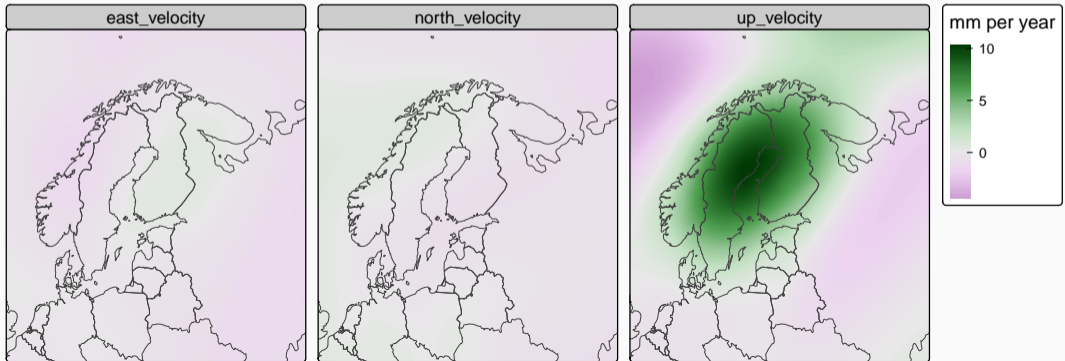 east_velocity
north_velocity
up_velocity
mm per year
10
5
0